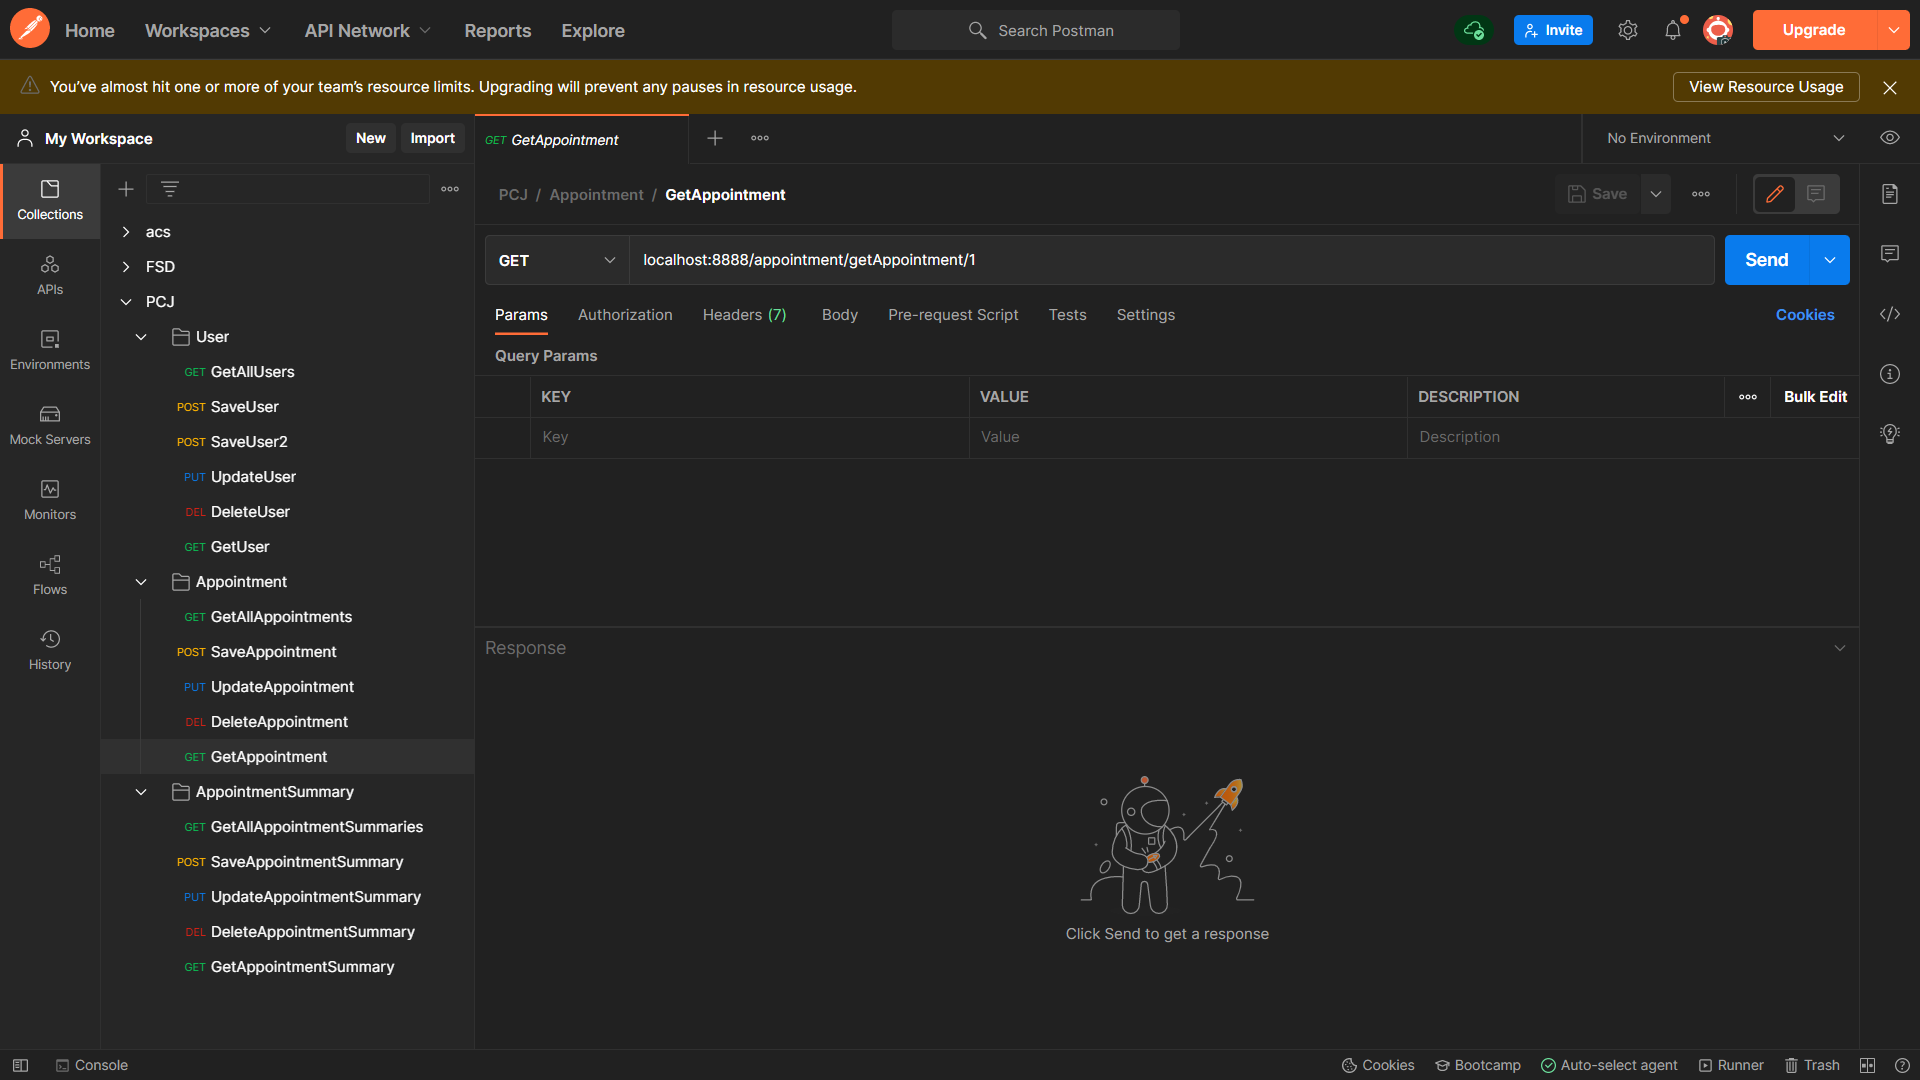 Home Workspaces API Network Reports Explore Search Postman Invite Upgrade
You've almost hit one or more of your team's resource limits. Upgrading will prevent any pauses in resource usage. View Resource Usage
My Workspace New Import GET GetAppointment No Environment
Collections
APIs
Environments
Mock Servers
Monitors
Flows
History
acs
FSD
PCJ
User
GET GetAllUsers
POST SaveUser
POST SaveUser2
PUT UpdateUser
DEL DeleteUser
GET GetUser
Appointment
GET GetAllAppointments
POST SaveAppointment
PUT UpdateAppointment
DEL DeleteAppointment
GET GetAppointment
AppointmentSummary
GET GetAllAppointmentSummaries
POST SaveAppointmentSummary
PUT UpdateAppointmentSummary
DEL DeleteAppointmentSummary
GET GetAppointmentSummary
PCJ / Appointment / GetAppointment Save
GET localhost:8888/appointment/getAppointment/1 Send
Params Authorization Headers (7) Body Pre-request Script Tests Settings Cookies
Query Params
KEY VALUE DESCRIPTION Bulk Edit
Key Value Description
Response
Click Send to get a response
Console Cookies Bootcamp Auto-select agent Runner Trash